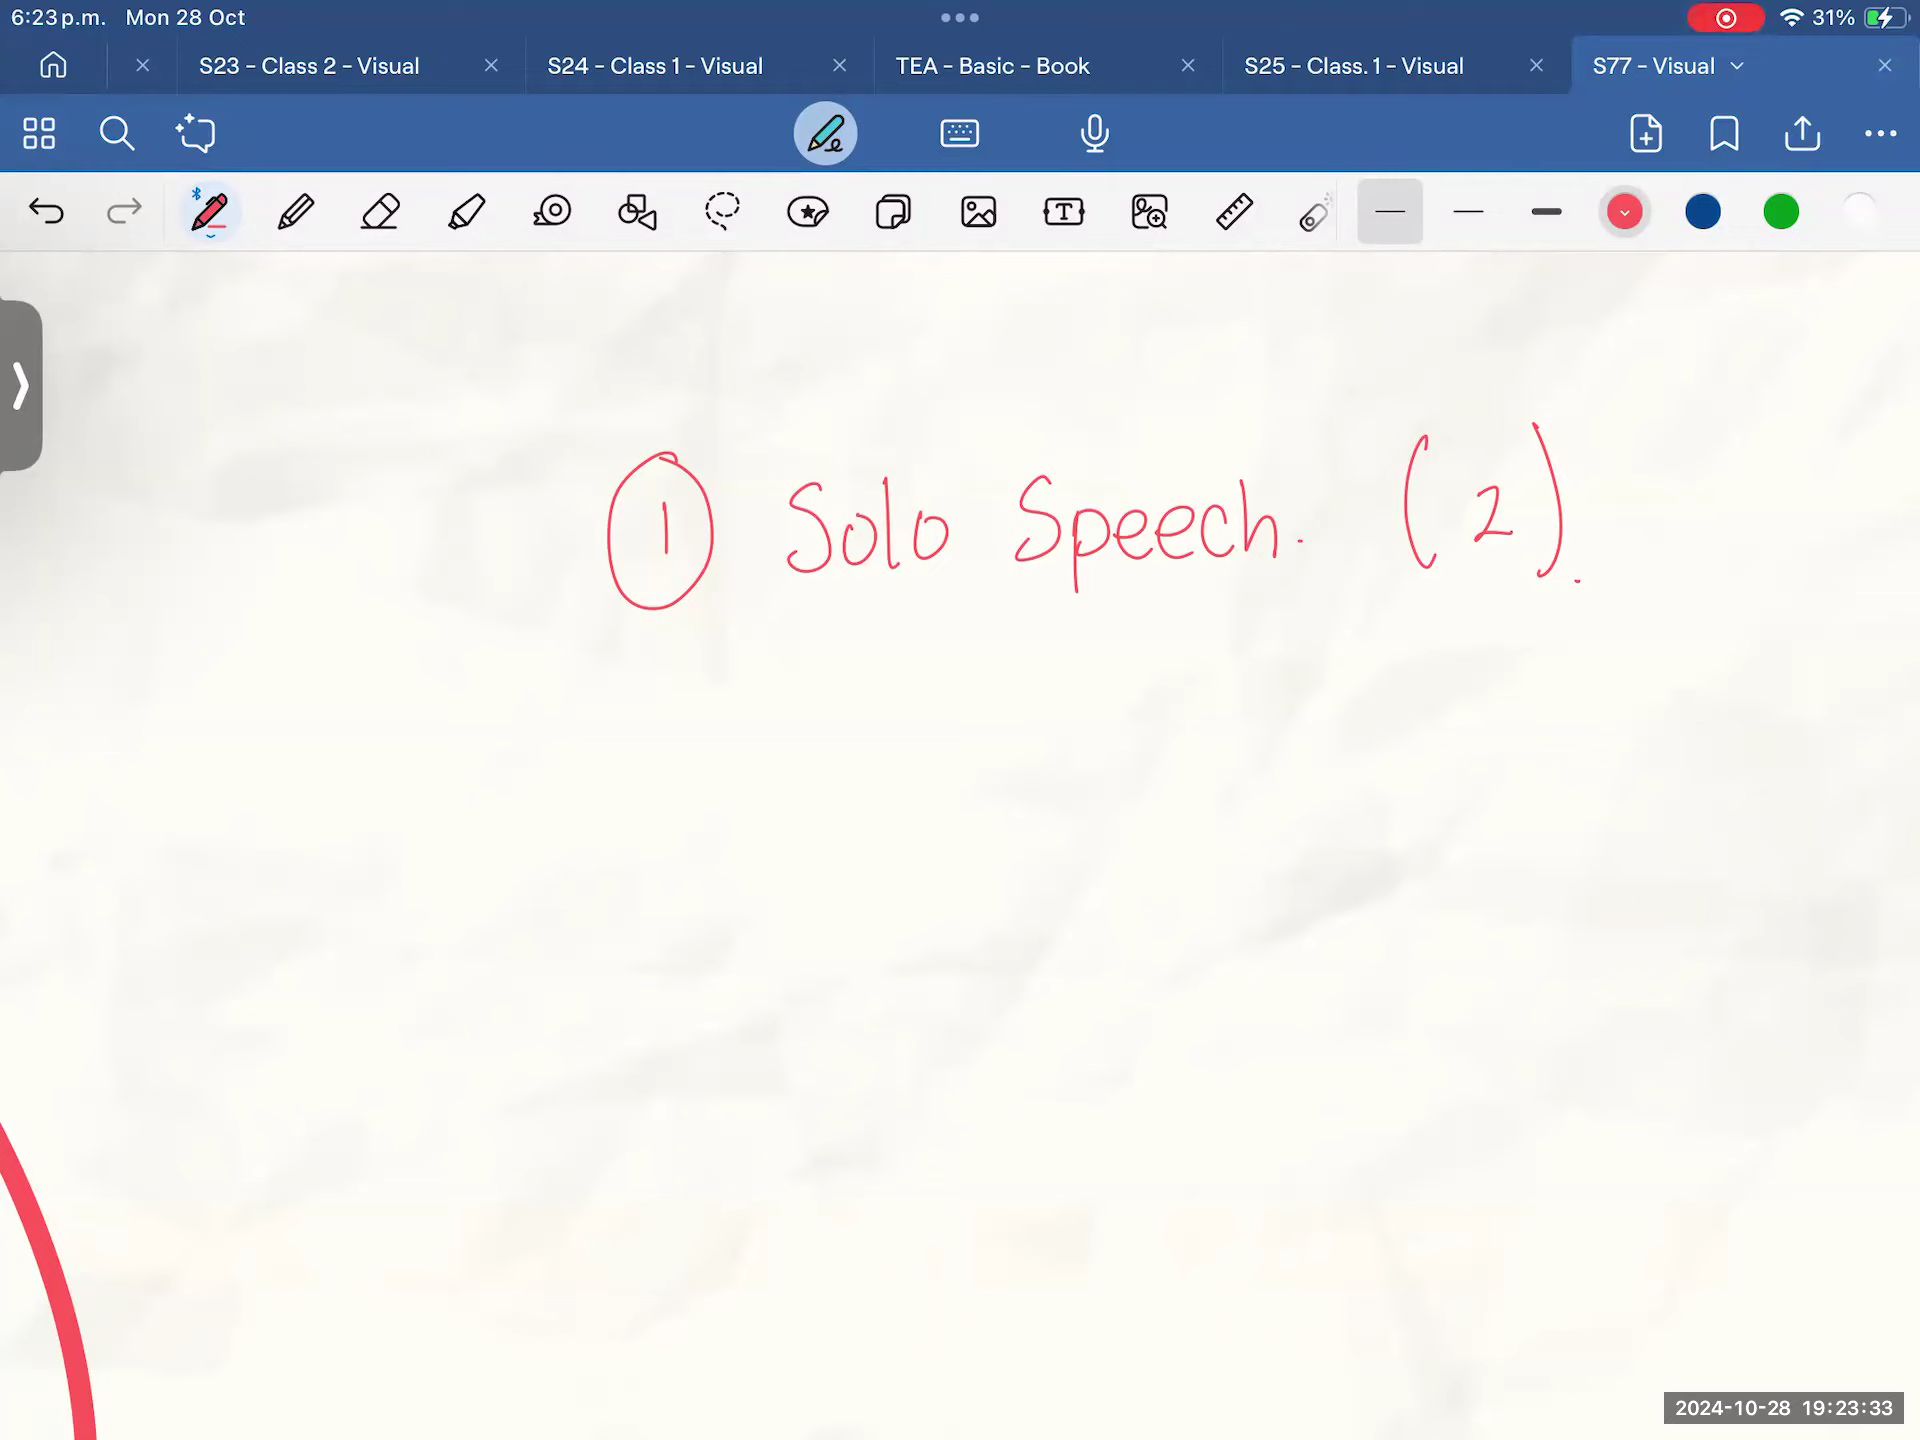 6:23 p.m. Mon 28 Oct
31%
S23 - Class 2 - Visual
S24 - Class 1 - Visual
TEA - Basic - Book
S25 - Class. 1 - Visual
S77 - Visual
① Solo Speech. (2).
2024-10-28 19:23:33